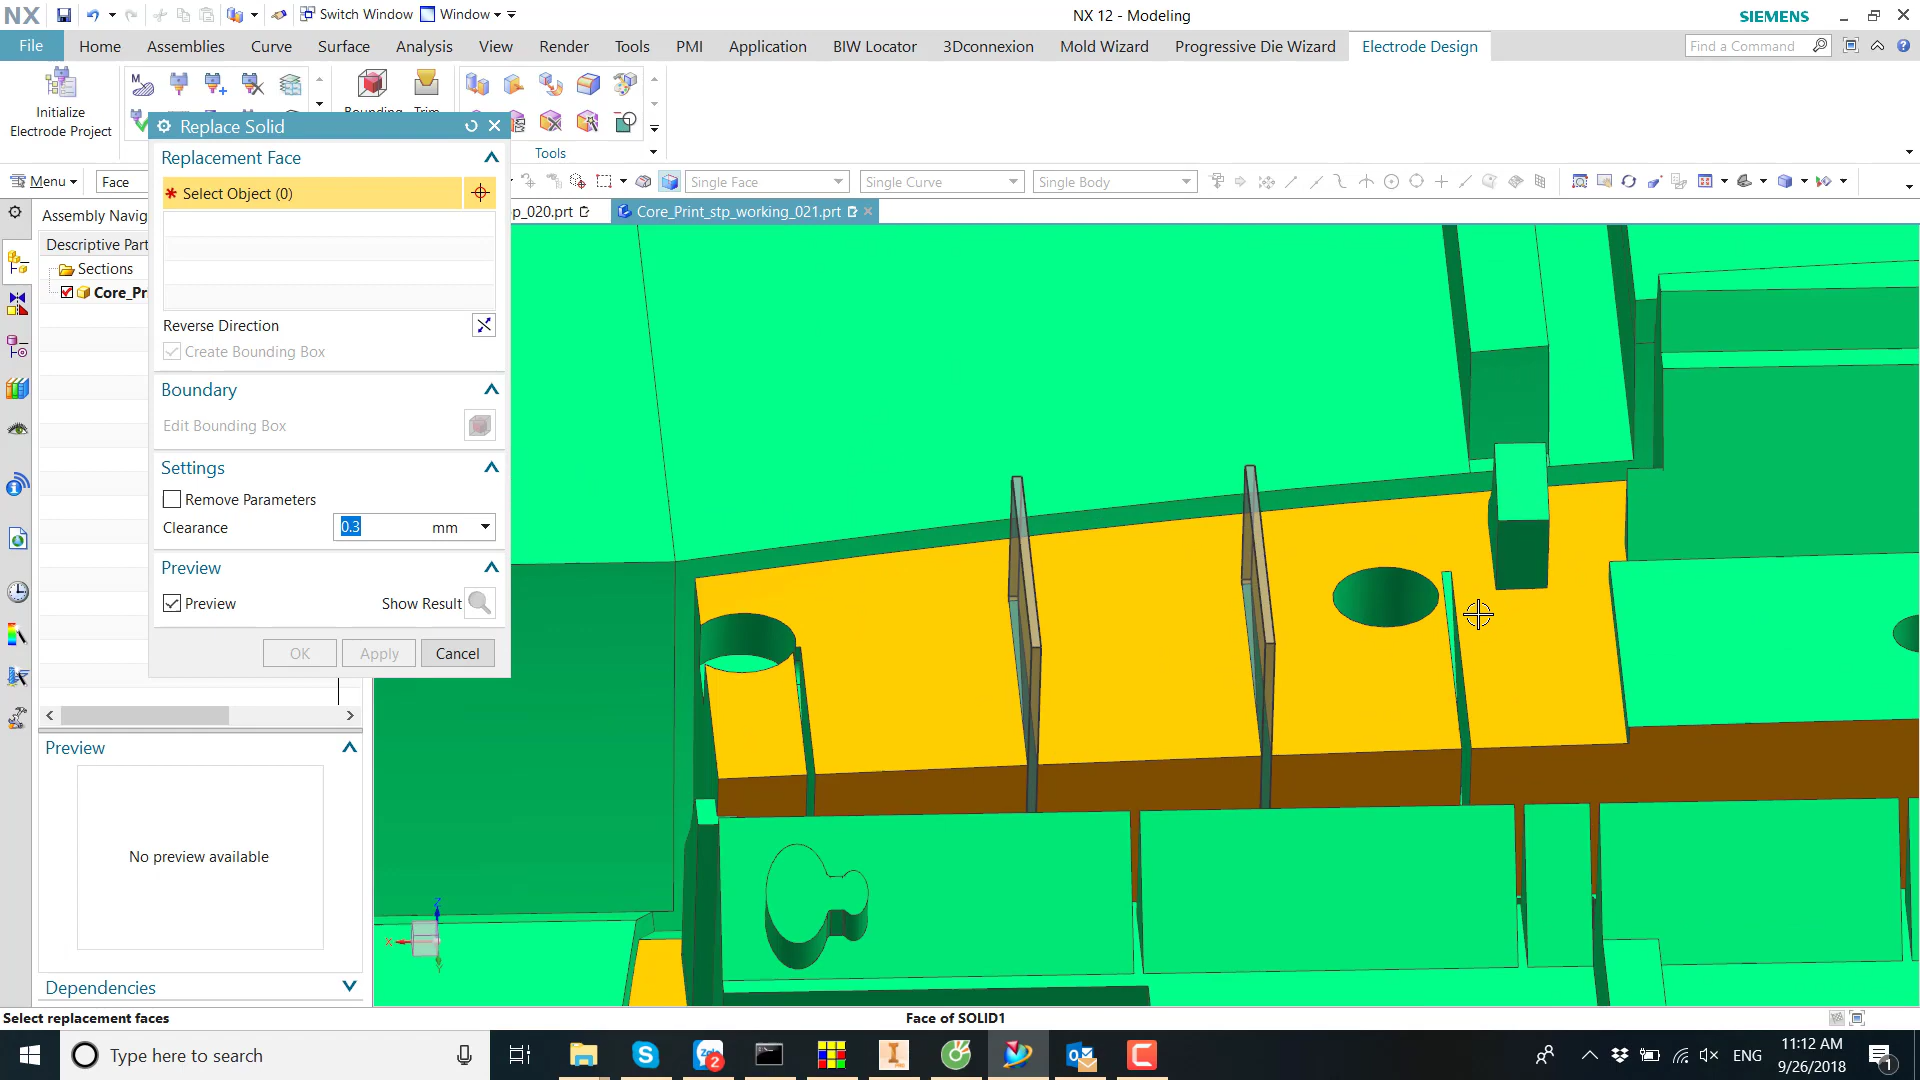 NX
Switch Window
Window
NX 12 - Modeling
SIEMENS
File
Home
Assemblies
Curve
Surface
Analysis
View
Render
Tools
PMI
Application
BIW Locator
3Dconnexion
Mold Wizard
Progressive Die Wizard
Electrode Design
Find a Command
Initialize
Electrode Project
Tools
Menu
Face
Single Face
Single Curve
Single Body
p_020.prt
Core_Print_stp_working_021.prt
Assembly Navig
Descriptive Part
Sections
Core_Pr
Replace Solid
Replacement Face
* Select Object (0)
Reverse Direction
Create Bounding Box
Boundary
Edit Bounding Box
Settings
Remove Parameters
Clearance
0.3
mm
Preview
Preview
Show Result
OK
Apply
Cancel
Preview
No preview available
Dependencies
Z
X
Y
Select replacement faces
Face of SOLID1
Type here to search
2
ENG
11:12 AM
9/26/2018
1